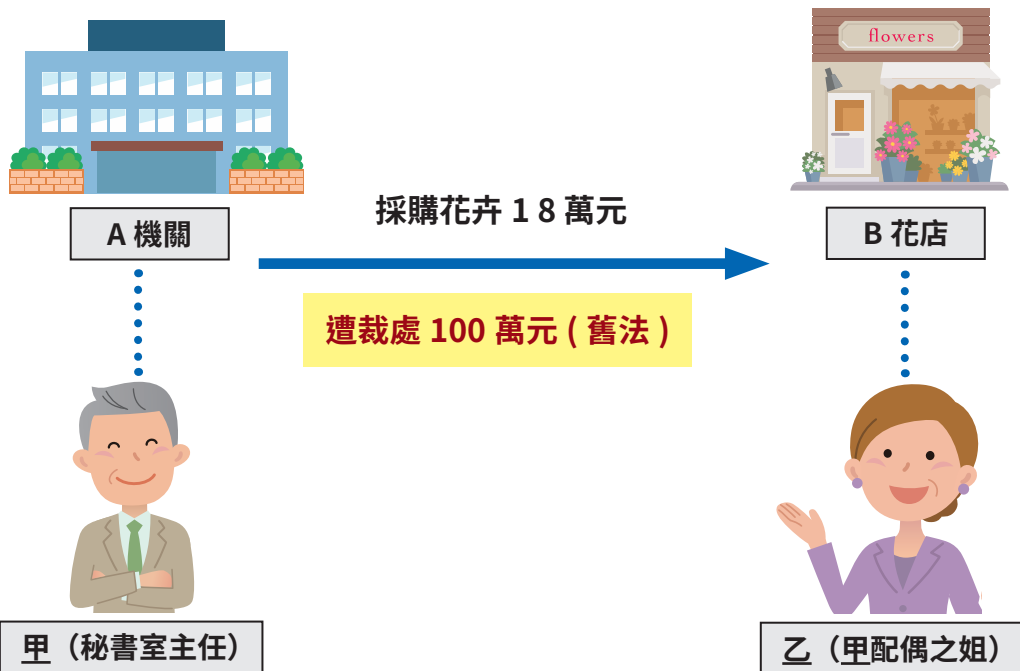 flowers
A 機關
採購花卉 1 8 萬元
B 花店
遭裁處 100 萬元 ( 舊法 )
甲（秘書室主任）
乙（甲配偶之姐）